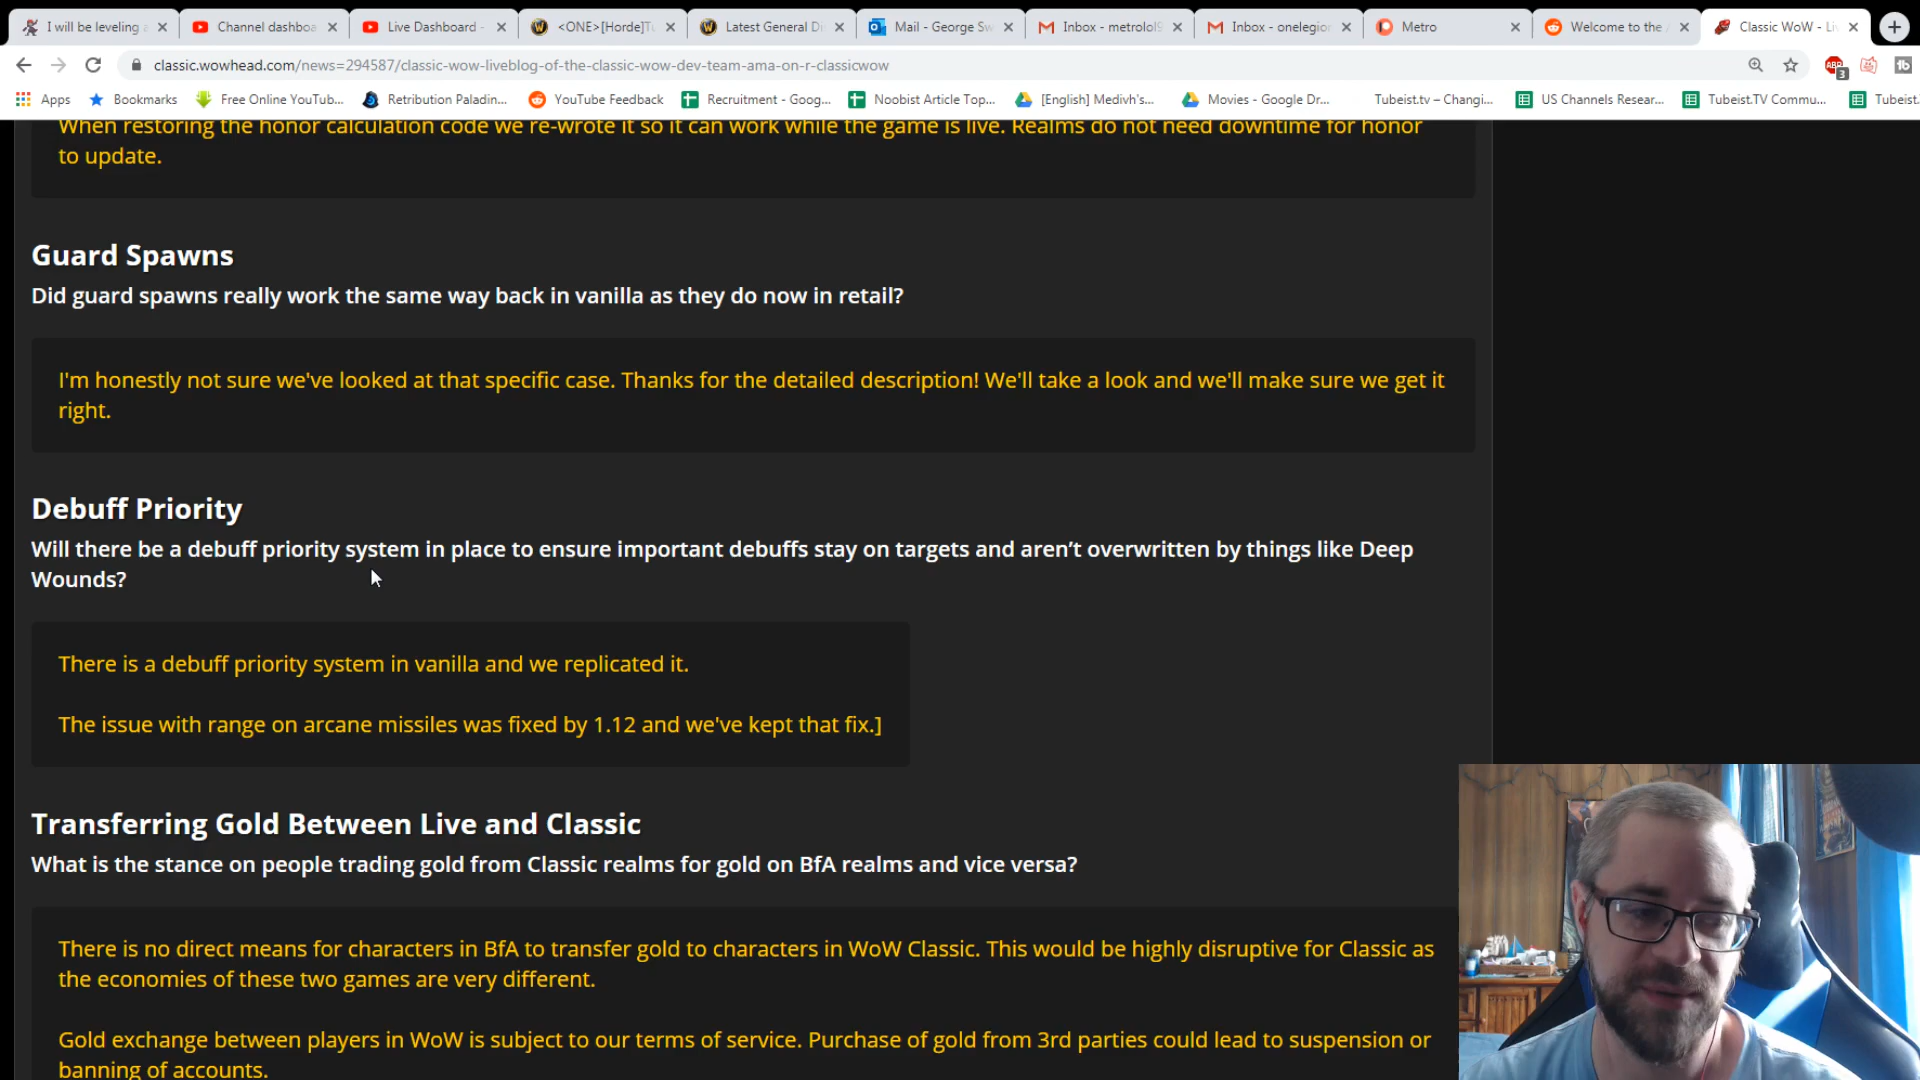 I will be leveling a
Channel dashboa
Live Dashboard -
<ONE>[Horde]Tu
Latest General Di
Mail - George Sw
Inbox - metrolol9
Inbox - onelegion
Metro
Welcome to the A
Classic WoW - Li
classic.wowhead.com/news=294587/classic-wow-liveblog-of-the-classic-wow-dev-team-ama-on-r-classicwow
ABP
3
tb
Apps
Bookmarks
Free Online YouTub...
Retribution Paladin...
YouTube Feedback
Recruitment - Goog...
Noobist Article Top...
[English] Medivh's...
Movies - Google Dr...
Tubeist.tv – Changi...
US Channels Resear...
Tubeist.TV Commu...
Tubeist.
When restoring the honor calculation code we re-wrote it so it can work while the game is live. Realms do not need downtime for honor
to update.
Guard Spawns
Did guard spawns really work the same way back in vanilla as they do now in retail?
I'm honestly not sure we've looked at that specific case. Thanks for the detailed description! We'll take a look and we'll make sure we get it
right.
Debuff Priority
Will there be a debuff priority system in place to ensure important debuffs stay on targets and aren’t overwritten by things like Deep
Wounds?
There is a debuff priority system in vanilla and we replicated it.
The issue with range on arcane missiles was fixed by 1.12 and we've kept that fix.]
Transferring Gold Between Live and Classic
What is the stance on people trading gold from Classic realms for gold on BfA realms and vice versa?
There is no direct means for characters in BfA to transfer gold to characters in WoW Classic. This would be highly disruptive for Classic as
the economies of these two games are very different.
Gold exchange between players in WoW is subject to our terms of service. Purchase of gold from 3rd parties could lead to suspension or
banning of accounts.